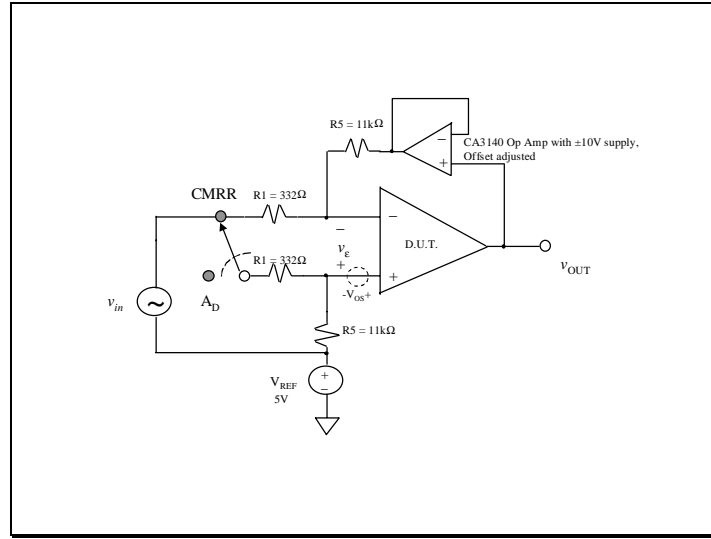 R5 = 11kΩ
CA3140 Op Amp with ±10V supply,
Offset adjusted
−
+
CMRR
R1 = 332Ω
−
vε
+
−
D.U.T.
+
R1 = 332Ω
-VOS+
vOUT
AD
vin
~
R5 = 11kΩ
VREF
5V
+
−